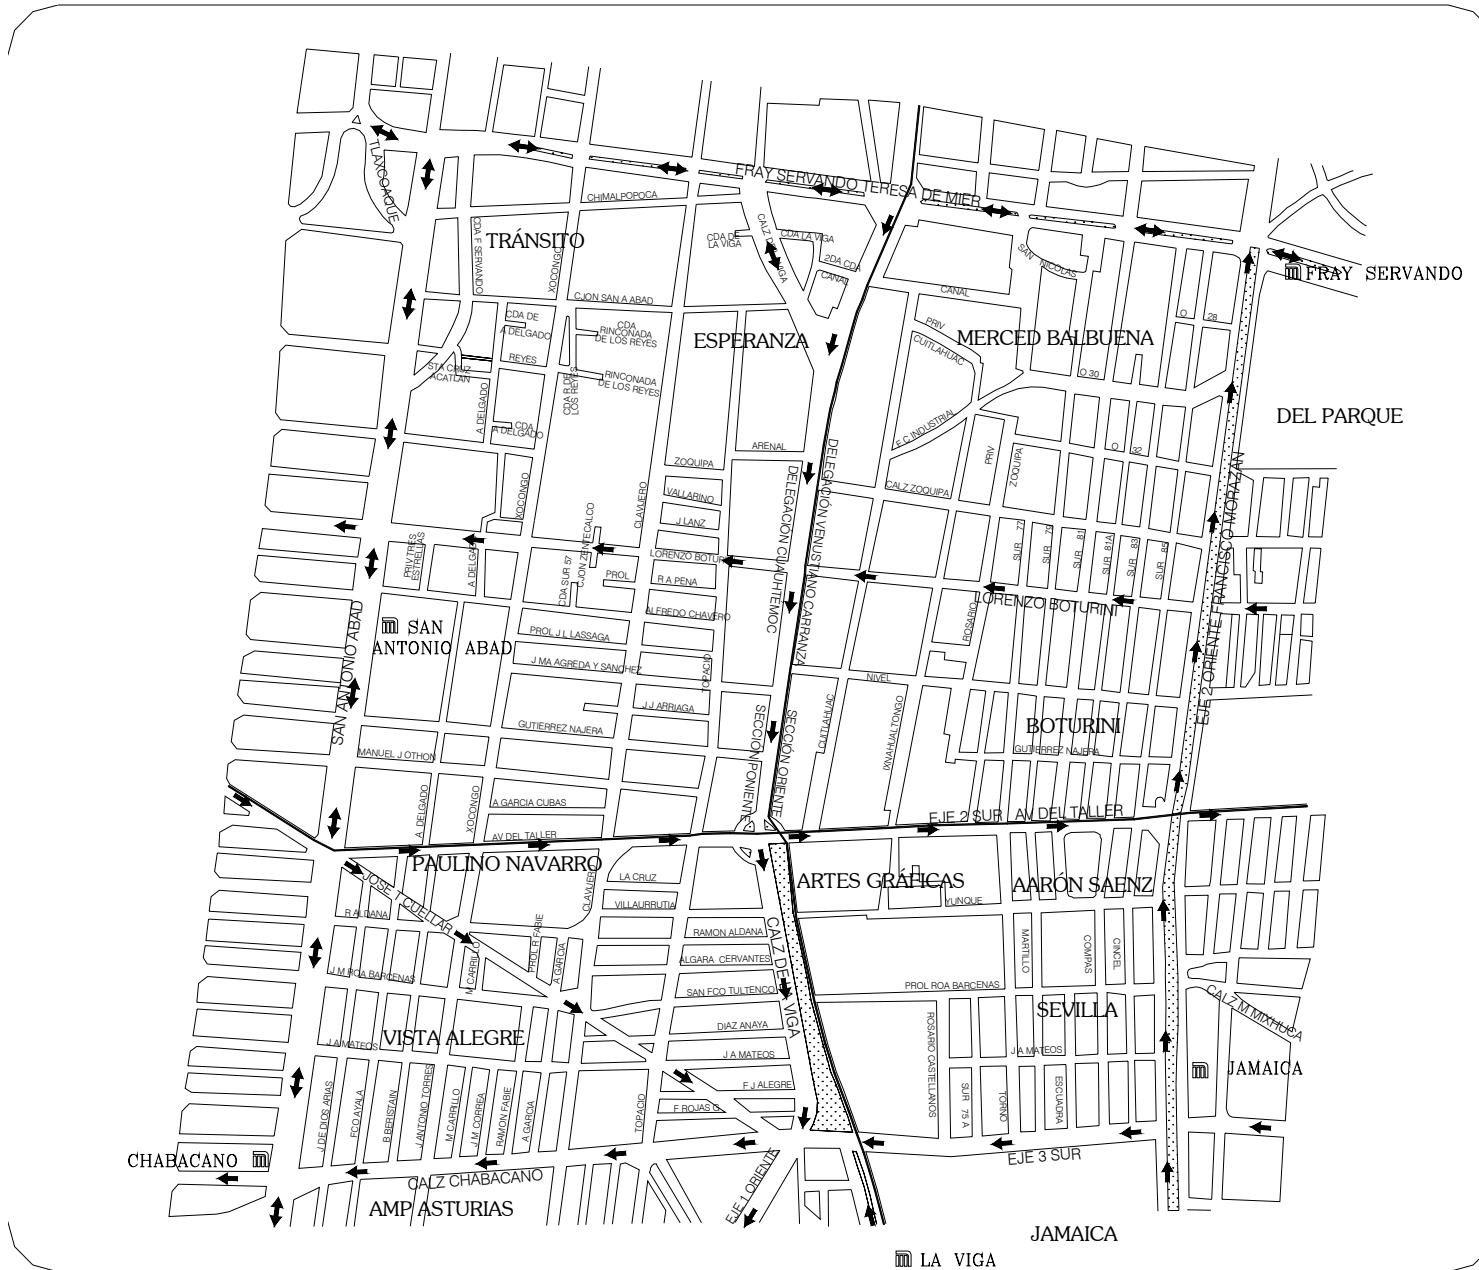 TLAXCOAQUE
FRAY SERVANDO TERESA DE MIER
CHIMALPOPOCA
CDA F SERVANDO
TRÁNSITO
XOCONGO
CDA DE
LA VIGA
CALZ DE LA VIGA
CDA LA VIGA
2DA CDA
CANAL
SAN NICOLAS
FRAY SERVANDO
CJON SAN A ABAD
CANAL
CDA DE
A DELGADO
CDA
RINCONADA
DE LOS REYES
ESPERANZA
PRIV
CUITLAHUAC
MERCED BALBUENA
O 28
REYES
STA CRUZ
ACATLAN
CDA R DE
LOS REYES
RINCONADA
DE LOS REYES
O 30
A DELGADO
CDA
A DELGADO
F C INDUSTRIAL
DEL PARQUE
ARENAL
ZOQUIPA
PRIV
ZOQUIPA
O 32
XOCONGO
CLAVIJERO
VALLARINO
J LANZ
DELEGACIÓN CUAUHTÉMOC
DELEGACIÓN VENUSTIANO CARRANZA
CALZ ZOQUIPA
EJE 2 ORIENTE FRANCISCO MORAZAN
PRIV TRES
ESTRELLAS
A DELGADO
CDA SUR 57
CJON ZENTECALCO
LORENZO BOTURINI
PROL
R A PENA
SUR 77
SUR 79
SUR 81
SUR 81A
SUR 83
SUR 85
LORENZO BOTURINI
ALFREDO CHAVERO
SAN
ANTONIO ABAD
SAN ANTONIO ABAD
PROL J L LASSAGA
ROSARIO
J MA AGREDA Y SANCHEZ
TOPACIO
NIVEL
J J ARRIAGA
GUTIERREZ NAJERA
SECCIÓN PONIENTE
SECCIÓN ORIENTE
CUITLAHUAC
IXNAHUALTONGO
BOTURINI
GUTIERREZ NAJERA
MANUEL J OTHON
A DELGADO
XOCONGO
A GARCIA CUBAS
AV DEL TALLER
EJE 2 SUR AV DEL TALLER
PAULINO NAVARRO
JOSE T CUELLAR
LA CRUZ
CLAVIJERO
VILLAURRUTIA
ARTES GRÁFICAS
YUNQUE
AARÓN SAENZ
R ALDANA
RAMON ALDANA
ALGARA CERVANTES
CALZ DE LA VIGA
MARTILLO
COMPAS
CINCEL
J M ROA BARCENAS
M CARRILLO
PROL R FABIE
A GARCIA
SAN FCO TULTENCO
PROL ROA BARCENAS
CALZ M MIXHUCA
VISTA ALEGRE
J A MATEOS
DIAZ ANAYA
J A MATEOS
SEVILLA
J A MATEOS
ROSARIO CASTELLANOS
JAMAICA
F J ALEGRE
F ROJAS G
SUR 75 A
TORNO
ESCUADRA
J DE DIOS ARIAS
FCO AYALA
B BERISTAIN
J ANTONIO TORRES
M CARRILLO
J M CORREA
RAMON FABIE
A GARCIA
TOPACIO
CHABACANO
CALZ CHABACANO
EJE 3 SUR
EJE 1 ORIENTE
AMP ASTURIAS
JAMAICA
LA VIGA